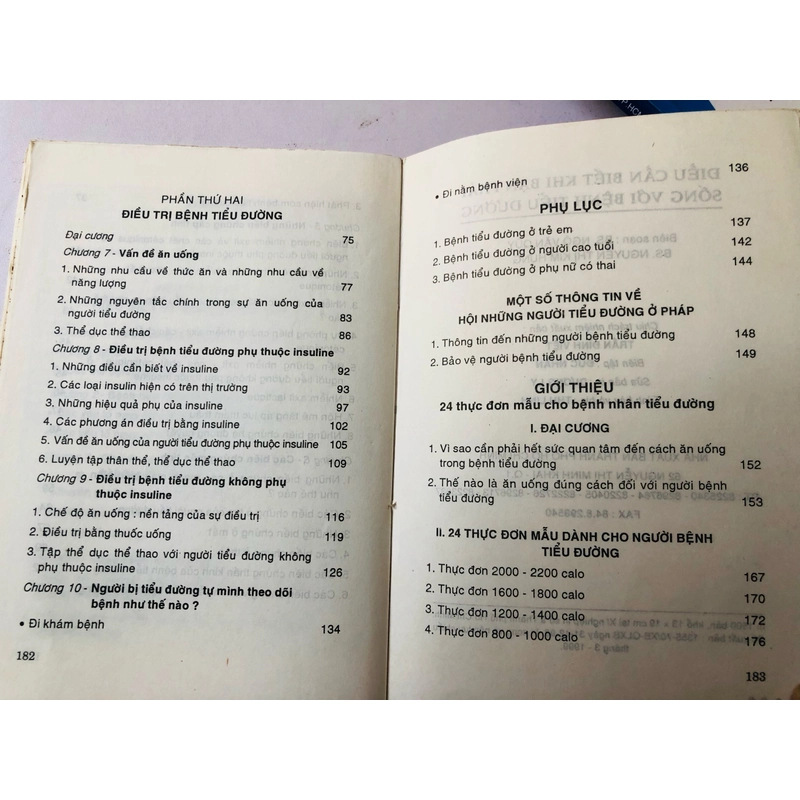 PHẦN THỨ HAI
ĐIỀU TRỊ BỆNH TIỂU ĐƯỜNG
Đại cương 75
Chương 7 - Vấn đề ăn uống
1. Những nhu cầu về thức ăn và những nhu cầu về
năng lượng 77
2. Những nguyên tắc chính trong sự ăn uống của
người tiểu đường 83
3. Thể dục thể thao 86
Chương 8 - Điều trị bệnh tiểu đường phụ thuộc insuline
1. Những điều cần biết về insuline 92
2. Các loại insulin hiện có trên thị trường 93
3. Những hiệu quả phụ của insuline 97
4. Các phương án điều trị bằng insuline 102
5. Vấn đề ăn uống của người tiểu đường phụ thuộc insuline 105
6. Luyện tập thân thể, thể dục thể thao 109
Chương 9 - Điều trị bệnh tiểu đường không phụ
thuộc insuline
1. Chế độ ăn uống : nền tảng của sự điều trị 116
2. Điều trị bằng thuốc uống 119
3. Tập thể dục thể thao với người tiểu đường không
phụ thuộc insuline 126
Chương 10 - Người bị tiểu đường tự mình theo dõi
bệnh như thế nào ?
• Đi khám bệnh 134
182
• Đi nằm bệnh viện 136
PHỤ LỤC
1. Bệnh tiểu đường ở trẻ em 137
2. Bệnh tiểu đường ở người cao tuổi 142
3. Bệnh tiểu đường ở phụ nữ có thai 144
MỘT SỐ THÔNG TIN VỀ
HỘI NHỮNG NGƯỜI TIỂU ĐƯỜNG Ở PHÁP
1. Thông tin đến những người bệnh tiểu đường 148
2. Bảo vệ người bệnh tiểu đường 149
GIỚI THIỆU
24 thực đơn mẫu cho bệnh nhân tiểu đường
I. ĐẠI CƯƠNG
1. Vì sao cần phải hết sức quan tâm đến cách ăn uống
trong bệnh tiểu đường 152
2. Thế nào là ăn uống đúng cách đối với người bệnh
tiểu đường 153
II. 24 THỰC ĐƠN MẪU DÀNH CHO NGƯỜI BỆNH
TIỂU ĐƯỜNG
1. Thực đơn 2000 - 2200 calo 167
2. Thực đơn 1600 - 1800 calo 170
3. Thực đơn 1200 - 1400 calo 172
4. Thực đơn 800 - 1000 calo 176
183